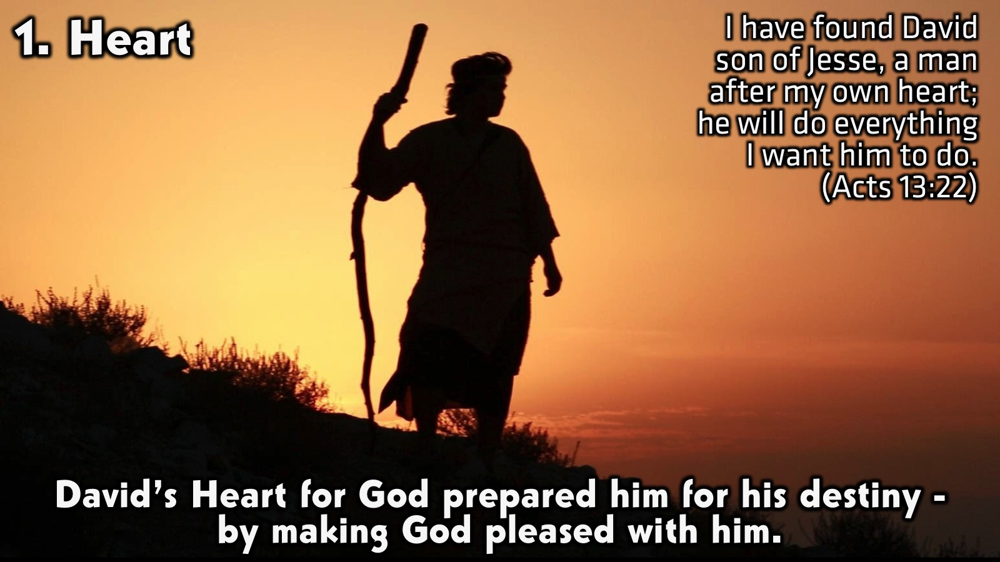 1. Heart
I have found David
son of Jesse, a man
after my own heart;
he will do everything
I want him to do.
(Acts 13:22)
David's Heart for God prepared him for his destiny -
by making God pleased with him.